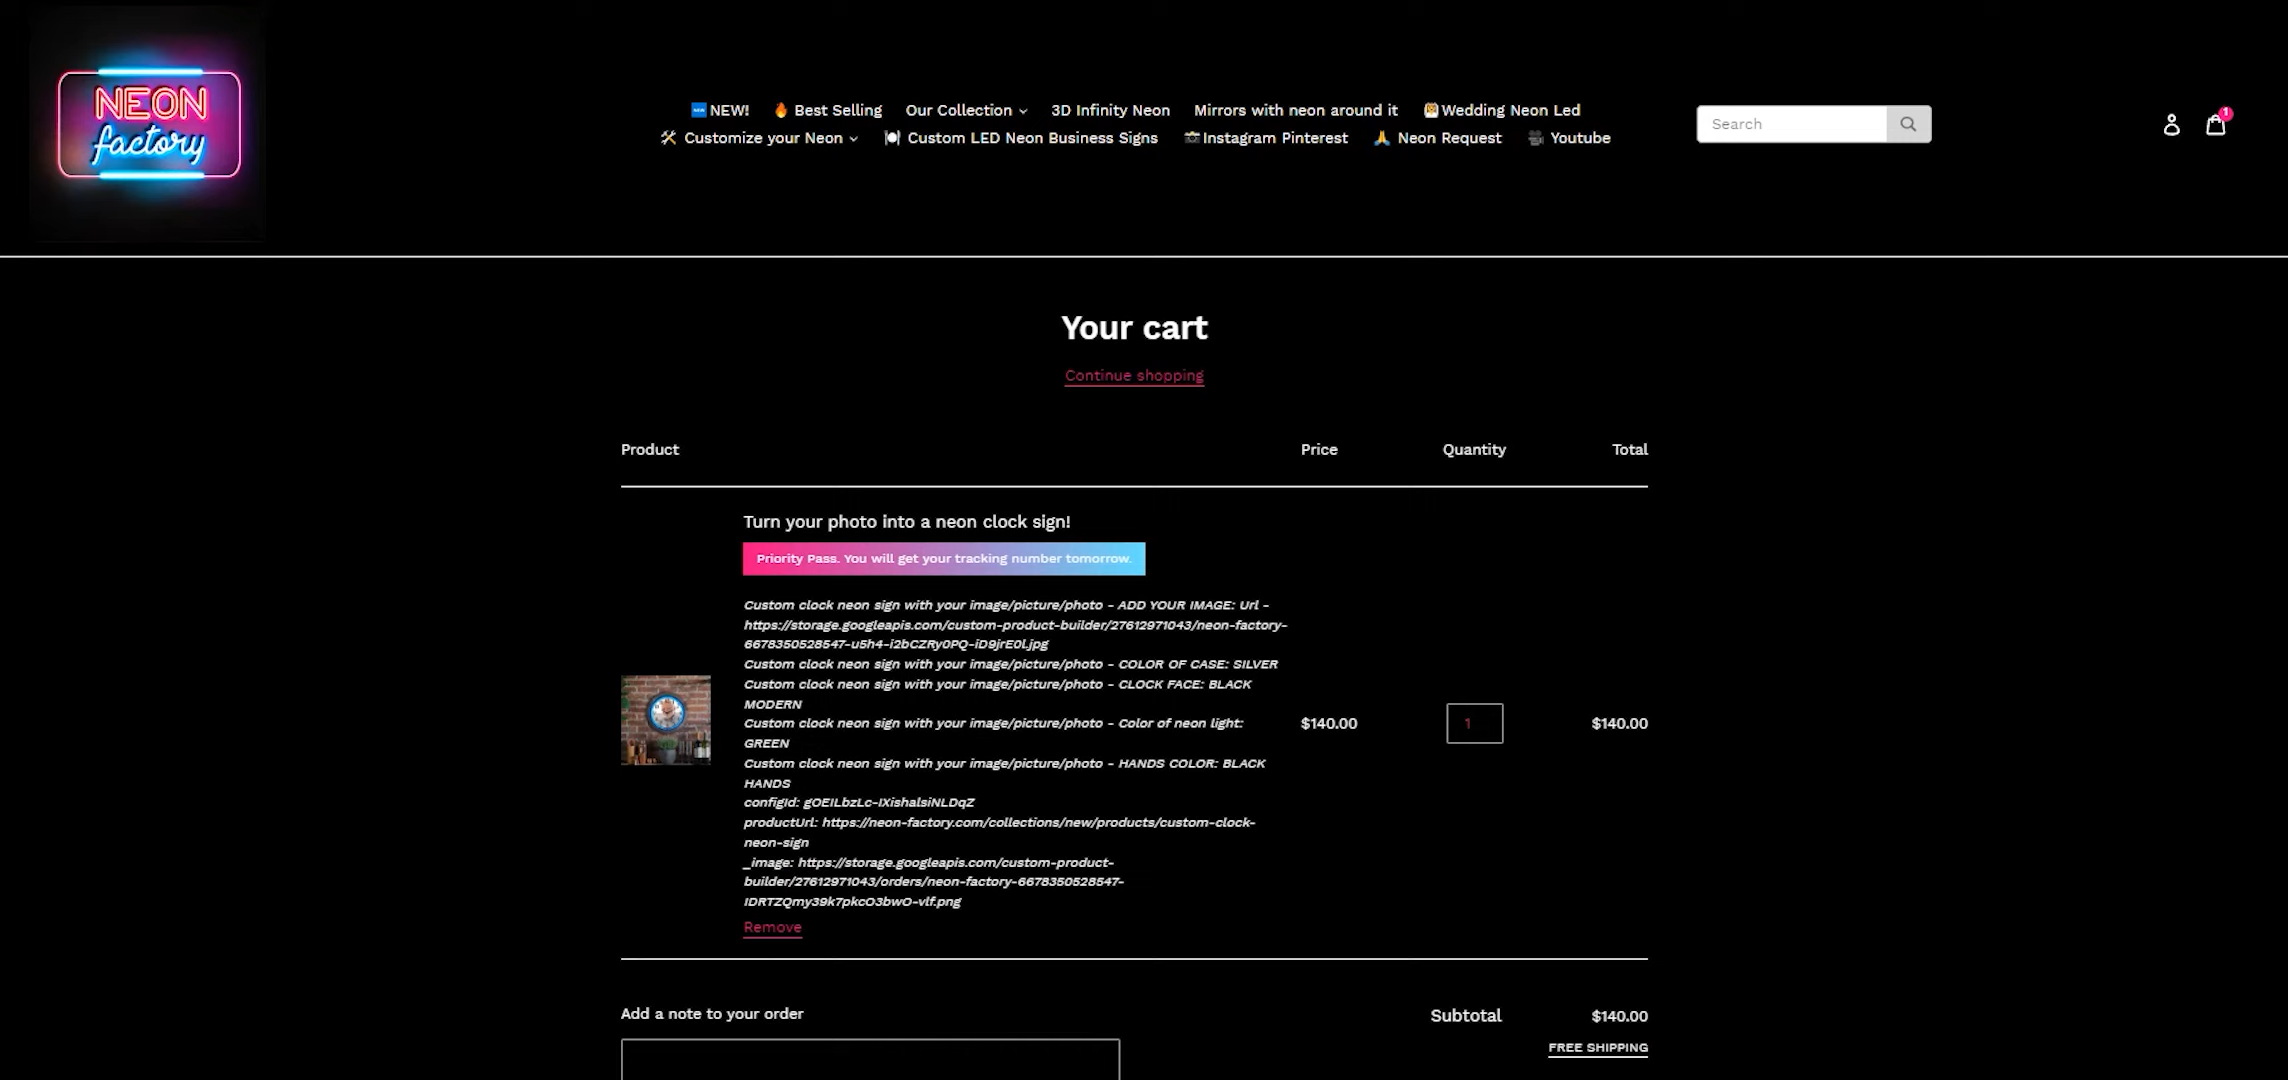 NEON
factory
NEW! Best Selling Our Collection 3D Infinity Neon Mirrors with neon around it Wedding Neon Led
Customize your Neon Custom LED Neon Business Signs Instagram Pinterest Neon Request Youtube
Search
1
Your cart
Continue shopping
Product Price Quantity Total
Turn your photo into a neon clock sign!
Priority Pass. You will get your tracking number tomorrow.
Custom clock neon sign with your image/picture/photo - ADD YOUR IMAGE: Url -
https://storage.googleapis.com/custom-product-builder/27612971043/neon-factory-
6678350528547-u5h4-i2bCZRy0PQ-iD9jrE0l.jpg
Custom clock neon sign with your image/picture/photo - COLOR OF CASE: SILVER
Custom clock neon sign with your image/picture/photo - CLOCK FACE: BLACK
MODERN
Custom clock neon sign with your image/picture/photo - Color of neon light:
GREEN
Custom clock neon sign with your image/picture/photo - HANDS COLOR: BLACK
HANDS
configId: gOEILbzLc-IXishalsiNLDqZ
productUrl: https://neon-factory.com/collections/new/products/custom-clock-
neon-sign
_image: https://storage.googleapis.com/custom-product-
builder/27612971043/orders/neon-factory-6678350528547-
IDRTZQmy39k7pkcO3bwO-vlf.png
Remove
$140.00 1 $140.00
Add a note to your order
Subtotal $140.00
FREE SHIPPING